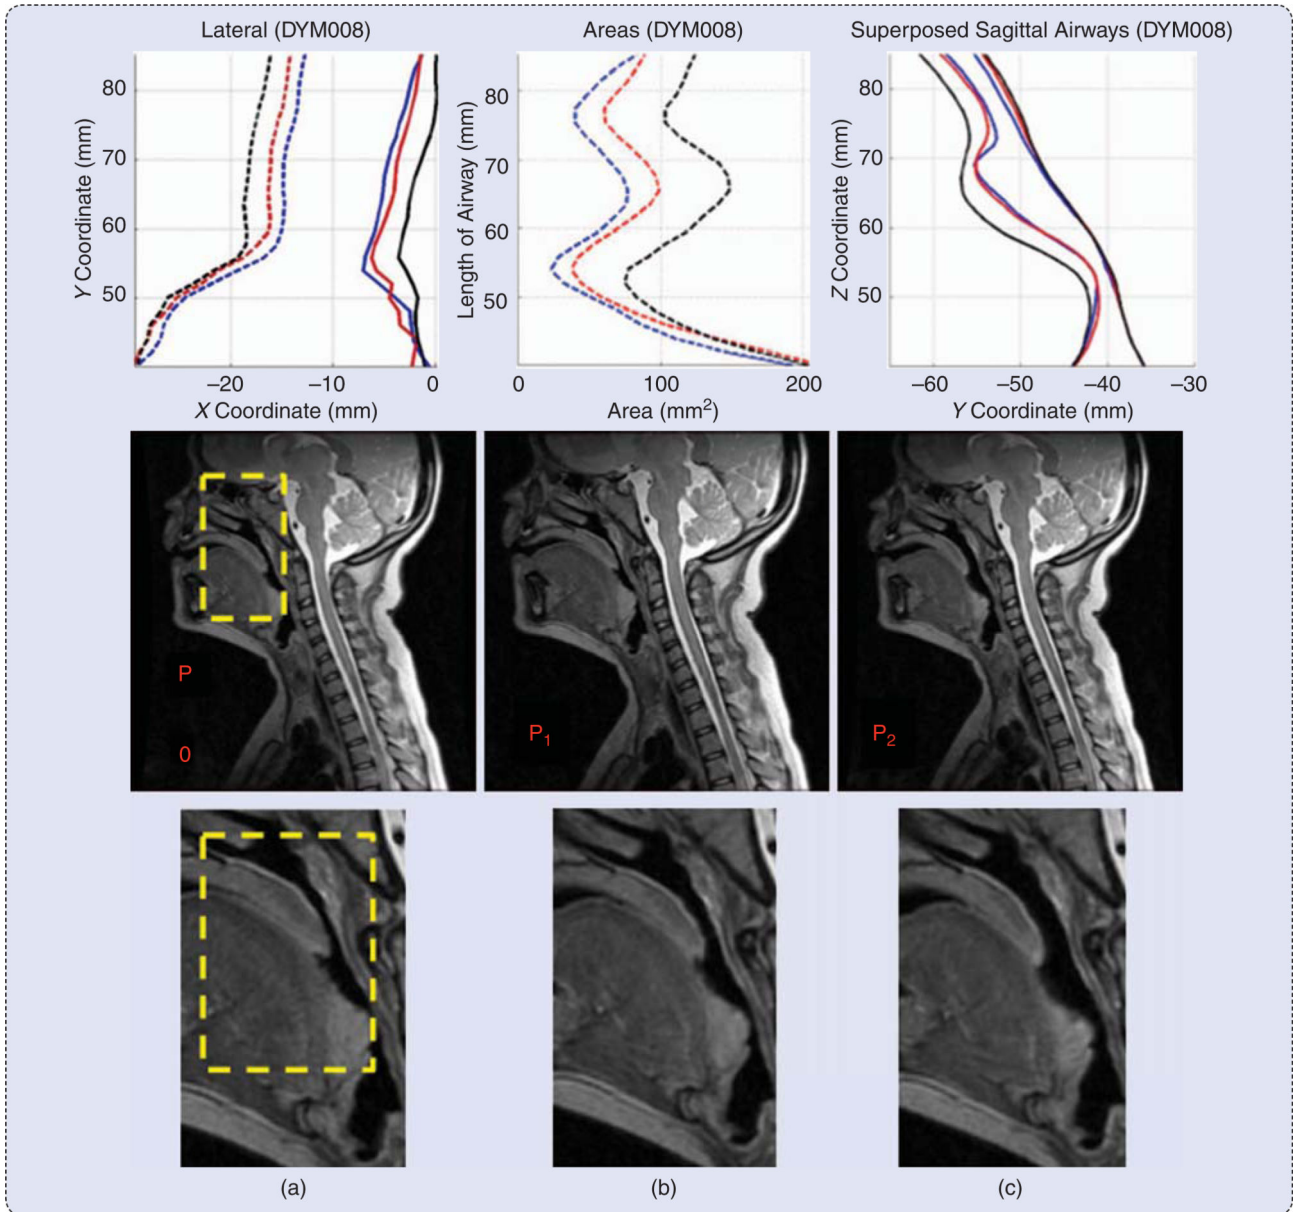 Lateral (DYM008)
Areas (DYM008)
Superposed Sagittal Airways (DYM008)
Y Coordinate (mm)
80
70
60
50
–20
–10
0
X Coordinate (mm)
Length of Airway (mm)
80
70
60
50
0
100
200
Area (mm²)
Z Coordinate (mm)
80
70
60
50
–60
–50
–40
–30
Y Coordinate (mm)
P
0
P₁
P₂
(a)
(b)
(c)